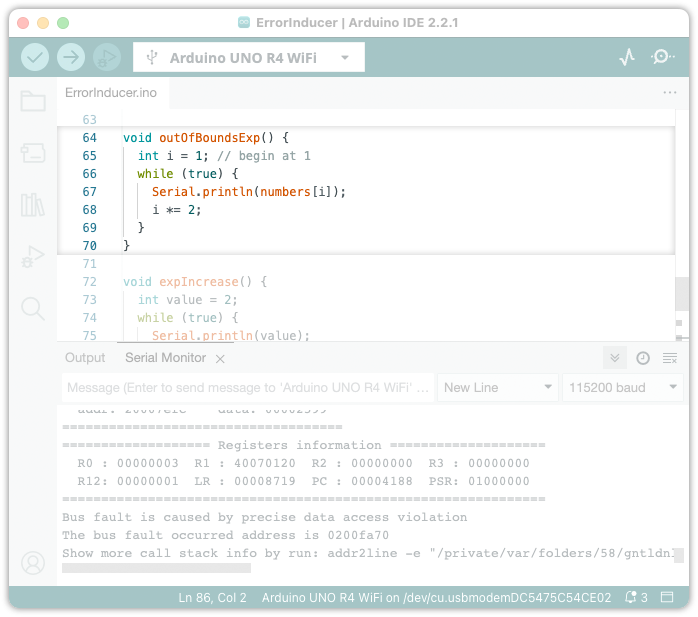 ErrorInducer | Arduino IDE 2.2.1
Arduino UNO R4 WiFi
ErrorInducer.ino
63
64 void outOfBoundsExp() {
65 int i = 1; // begin at 1
66 while (true) {
67 Serial.println(numbers[i]);
68 i *= 2;
69 }
70 }
71
72 void expIncrease() {
73 int value = 2;
74 while (true) {
75 Serial.println(value);
Output Serial Monitor
Message (Enter to send message to 'Arduino UNO R4 WiFi' ... New Line 115200 baud
addr: 20007efc data: 00002599
====================================
=================== Registers information ====================
R0 : 00000003 R1 : 40070120 R2 : 00000000 R3 : 00000000
R12: 00000001 LR : 00008719 PC : 00004188 PSR: 01000000
==============================================================
Bus fault is caused by precise data access violation
The bus fault occurred address is 0200fa70
Show more call stack info by run: addr2line -e "/private/var/folders/58/gntldnl
Ln 86, Col 2 Arduino UNO R4 WiFi on /dev/cu.usbmodemDC5475C54CE02 3